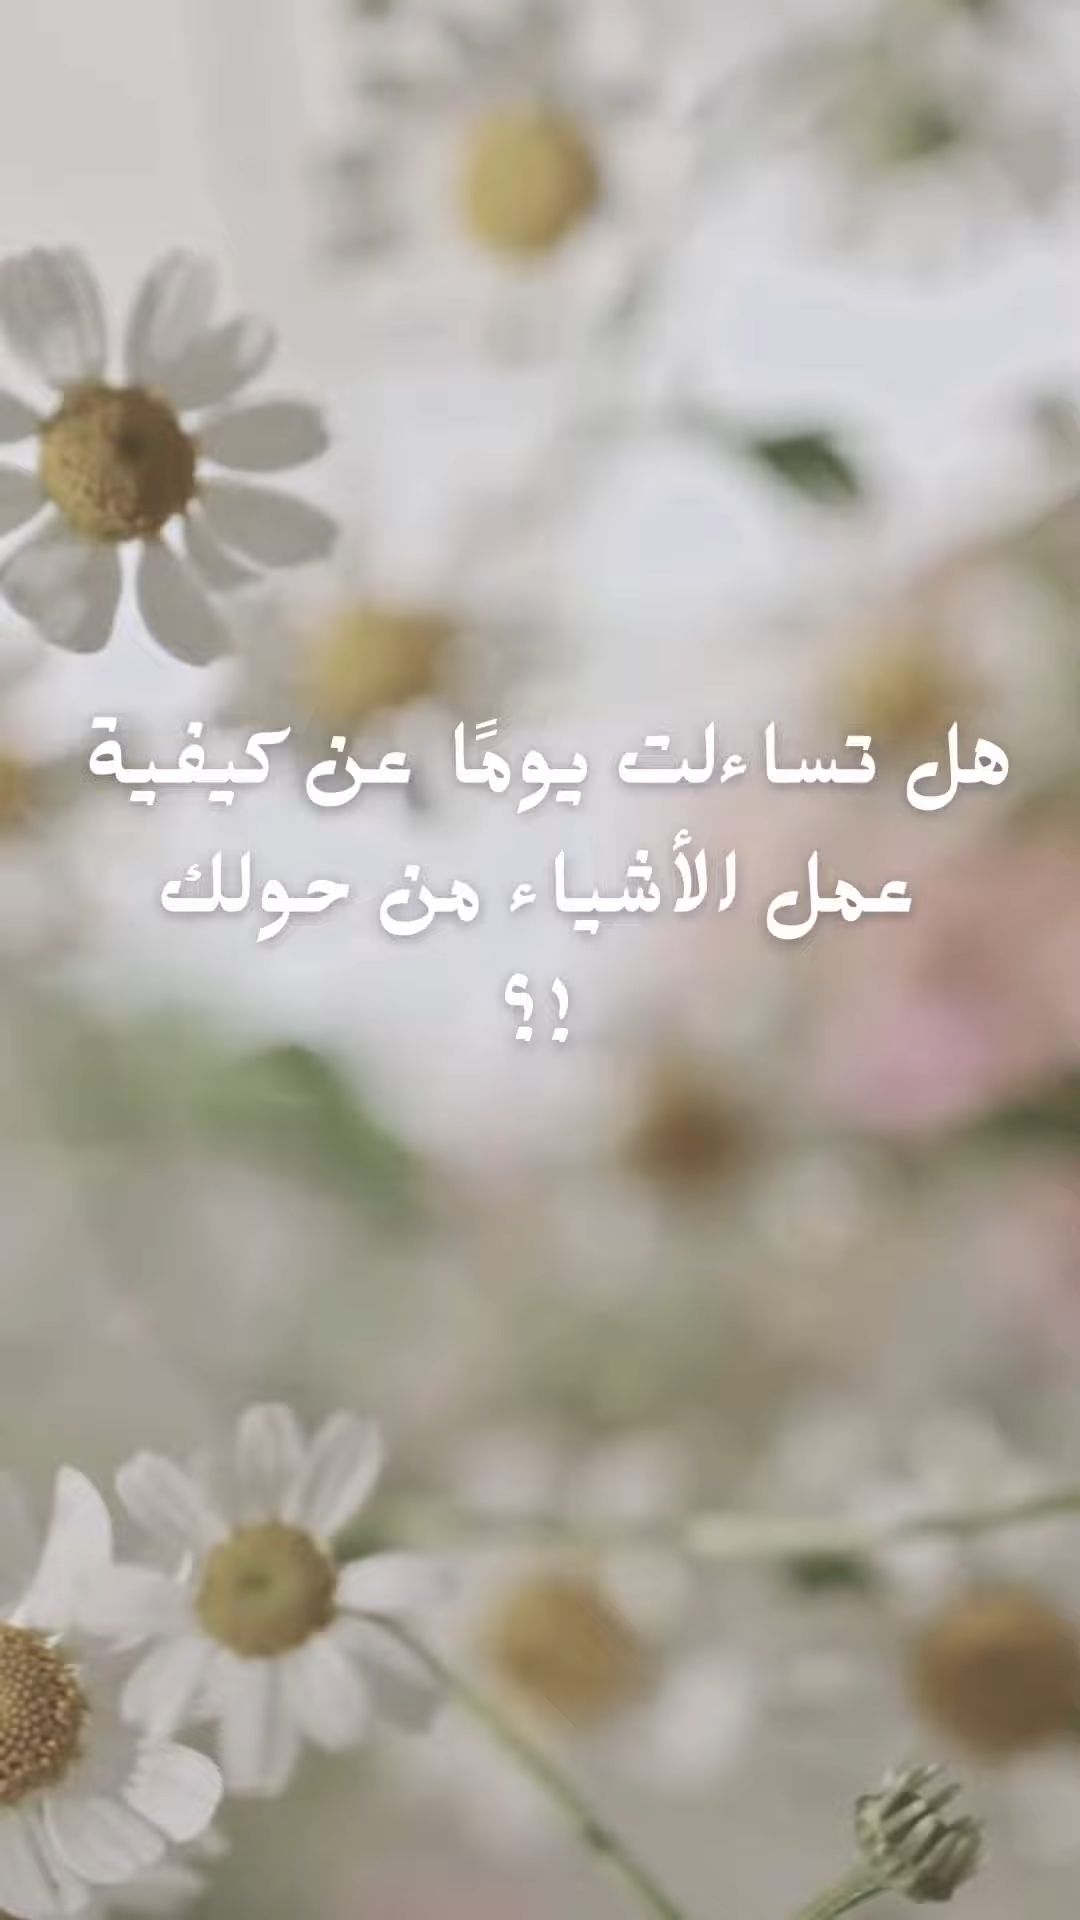 هل تساءلت يومًا عن كيفية
عمل الأشياء من حولك
!؟